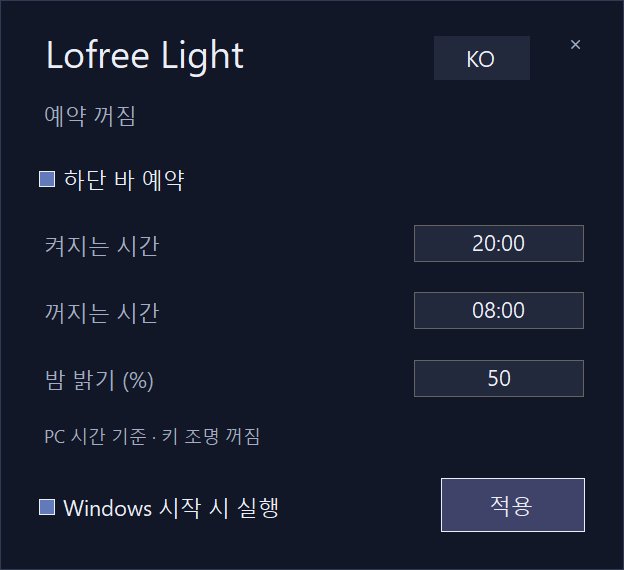 Lofree Light
KO
×
예약 꺼짐
하단 바 예약
켜지는 시간
20:00
꺼지는 시간
08:00
밤 밝기 (%)
50
PC 시간 기준 · 키 조명 꺼짐
Windows 시작 시 실행
적용